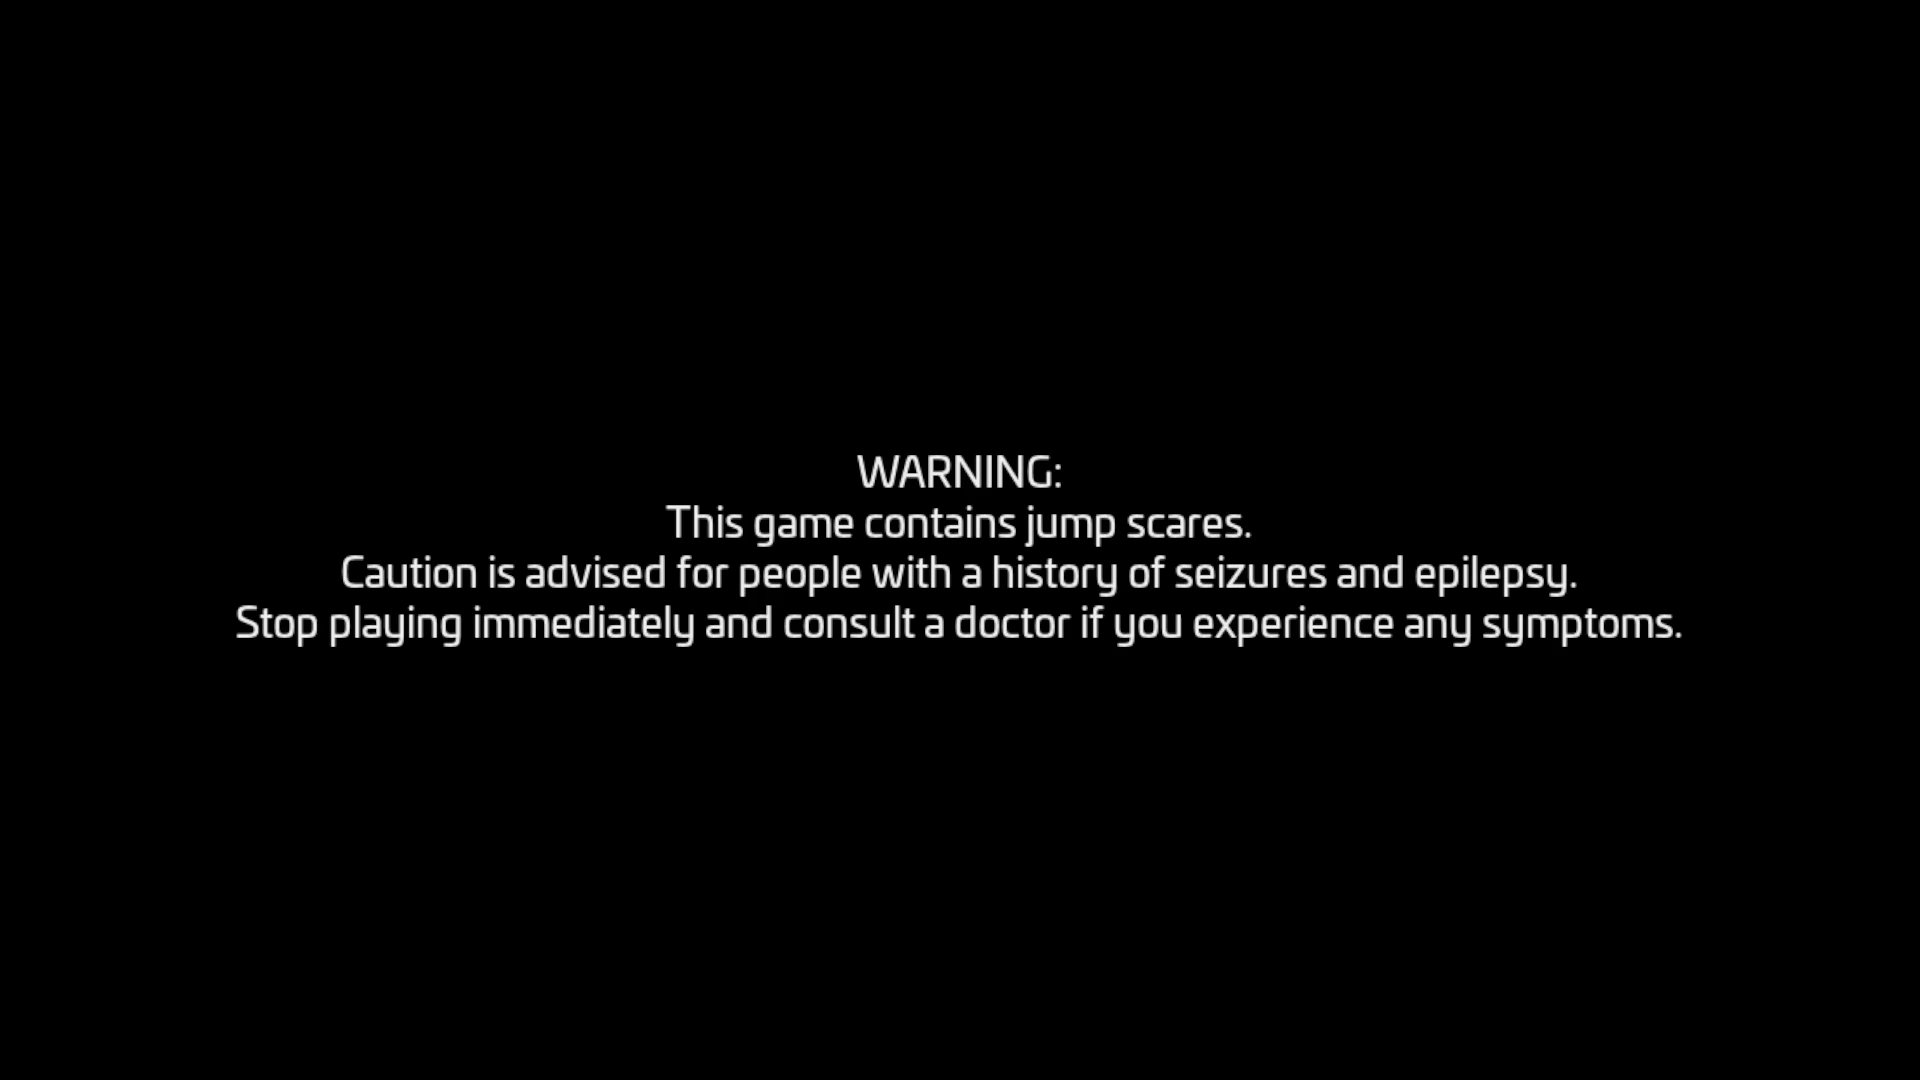 WARNING:
This game contains jump scares.
Caution is advised for people with a history of seizures and epilepsy.
Stop playing immediately and consult a doctor if you experience any symptoms.